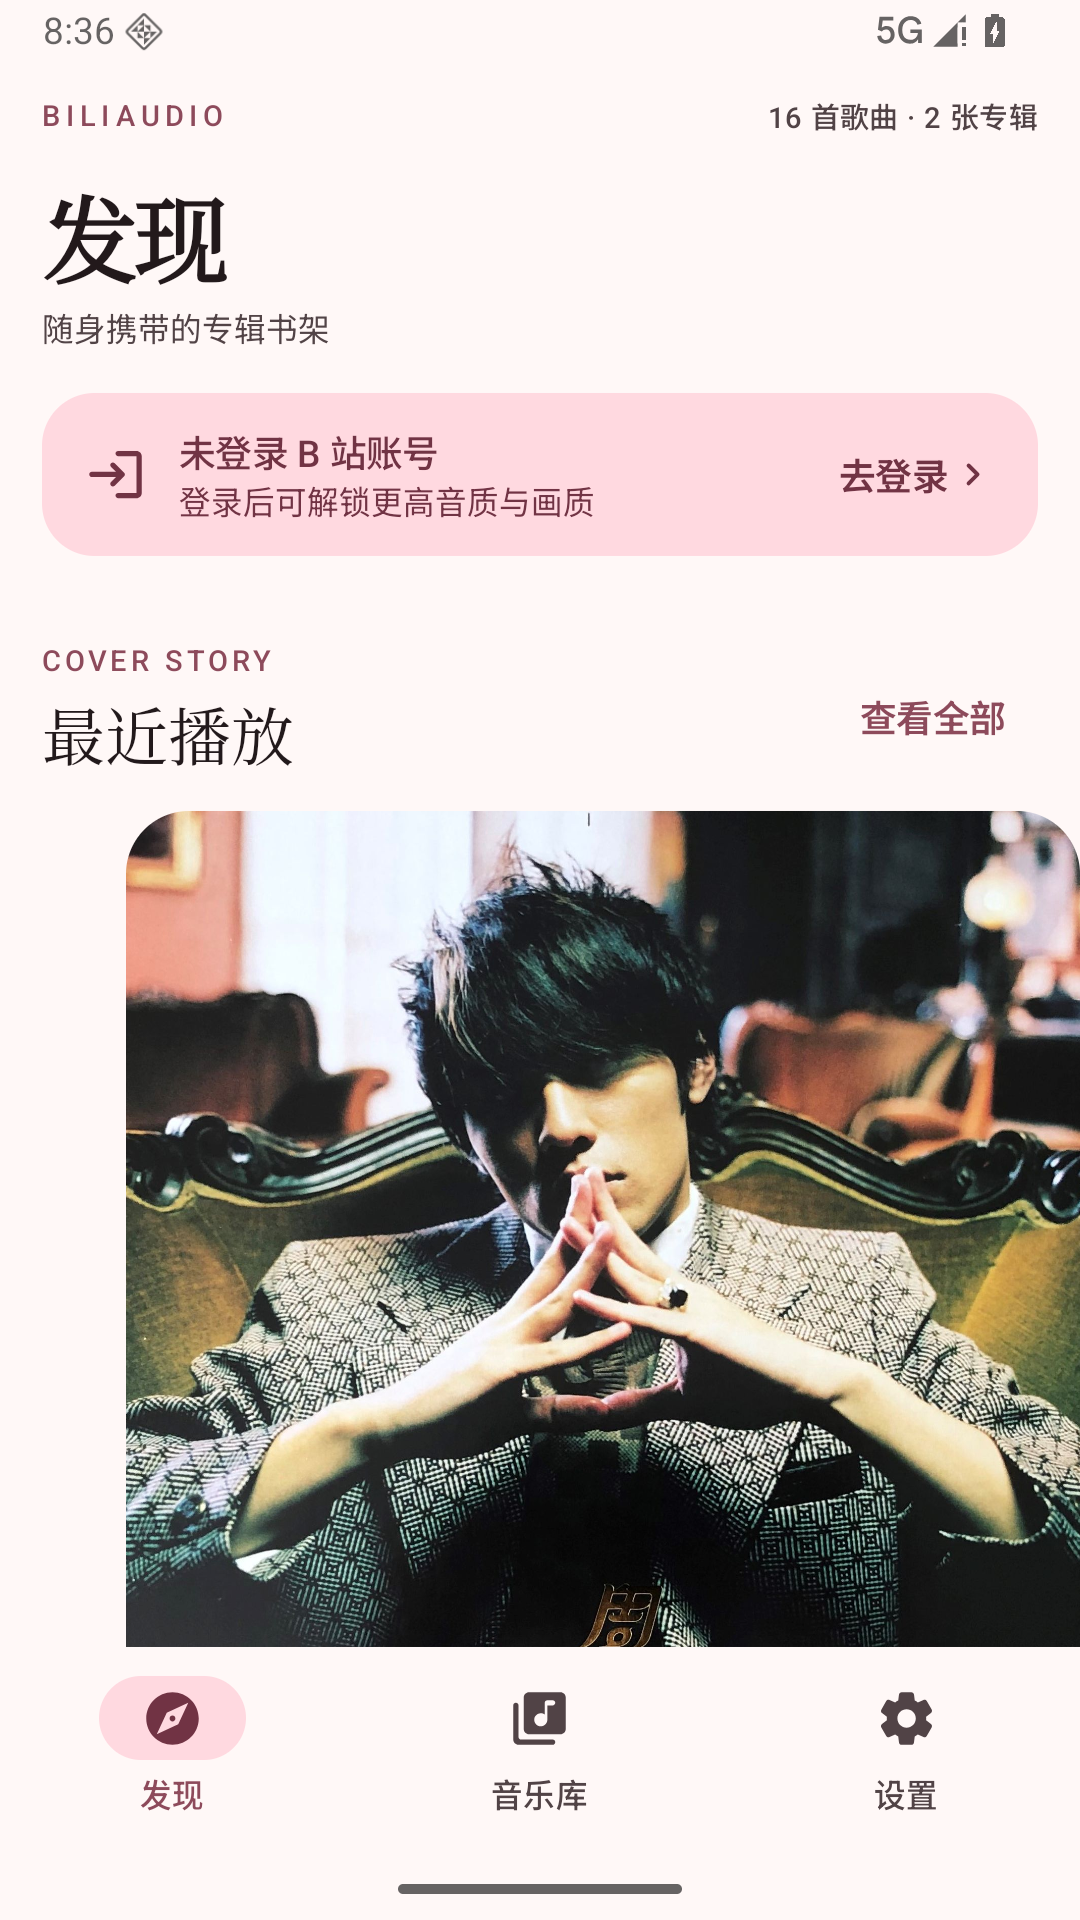 8:36
5G
BILIAUDIO
16 首歌曲 · 2 张专辑
发现
随身携带的专辑书架
未登录 B 站账号
登录后可解锁更高音质与画质
去登录
COVER STORY
最近播放
查看全部
周
发现
音乐库
设置